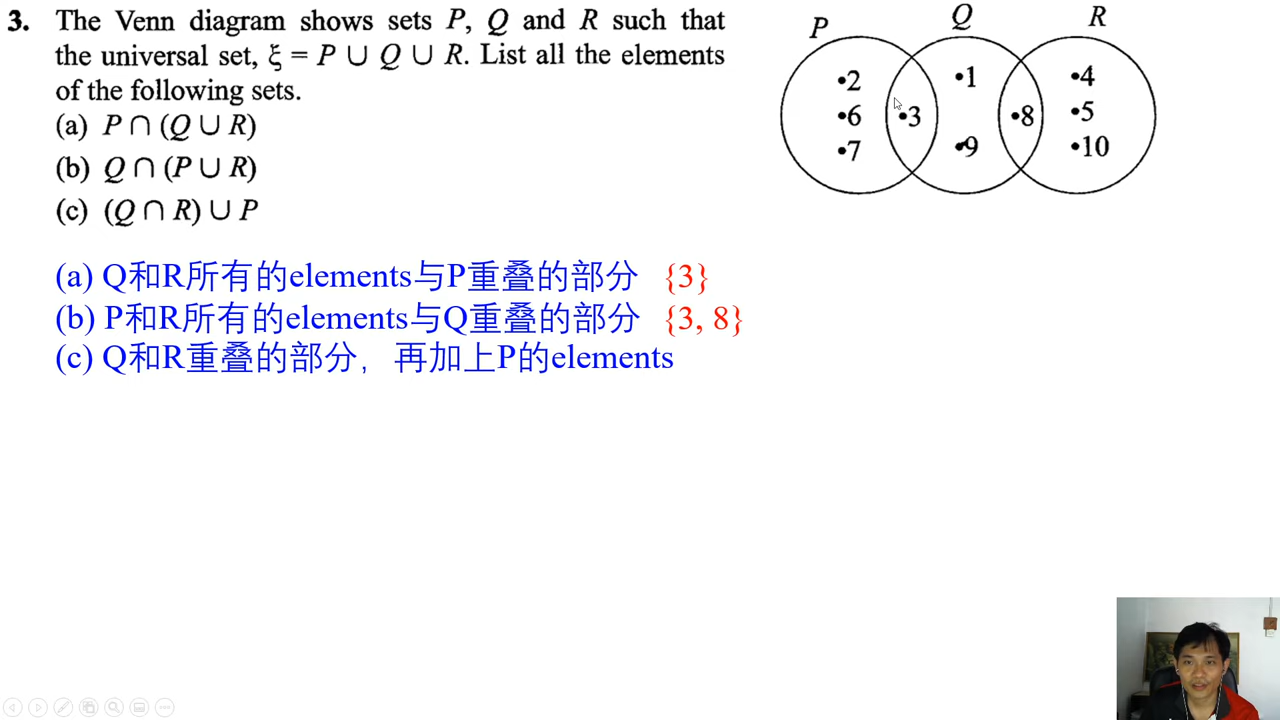 3. The Venn diagram shows sets P, Q and R such that
the universal set, ξ = P ∪ Q ∪ R. List all the elements
of the following sets.
(a) P ∩ (Q ∪ R)
(b) Q ∩ (P ∪ R)
(c) (Q ∩ R) ∪ P
P Q R
•2 •1 •4
•6 •3 •8 •5
•7 •9 •10
(a) Q和R所有的elements与P重叠的部分 {3}
(b) P和R所有的elements与Q重叠的部分 {3, 8}
(c) Q和R重叠的部分，再加上P的elements